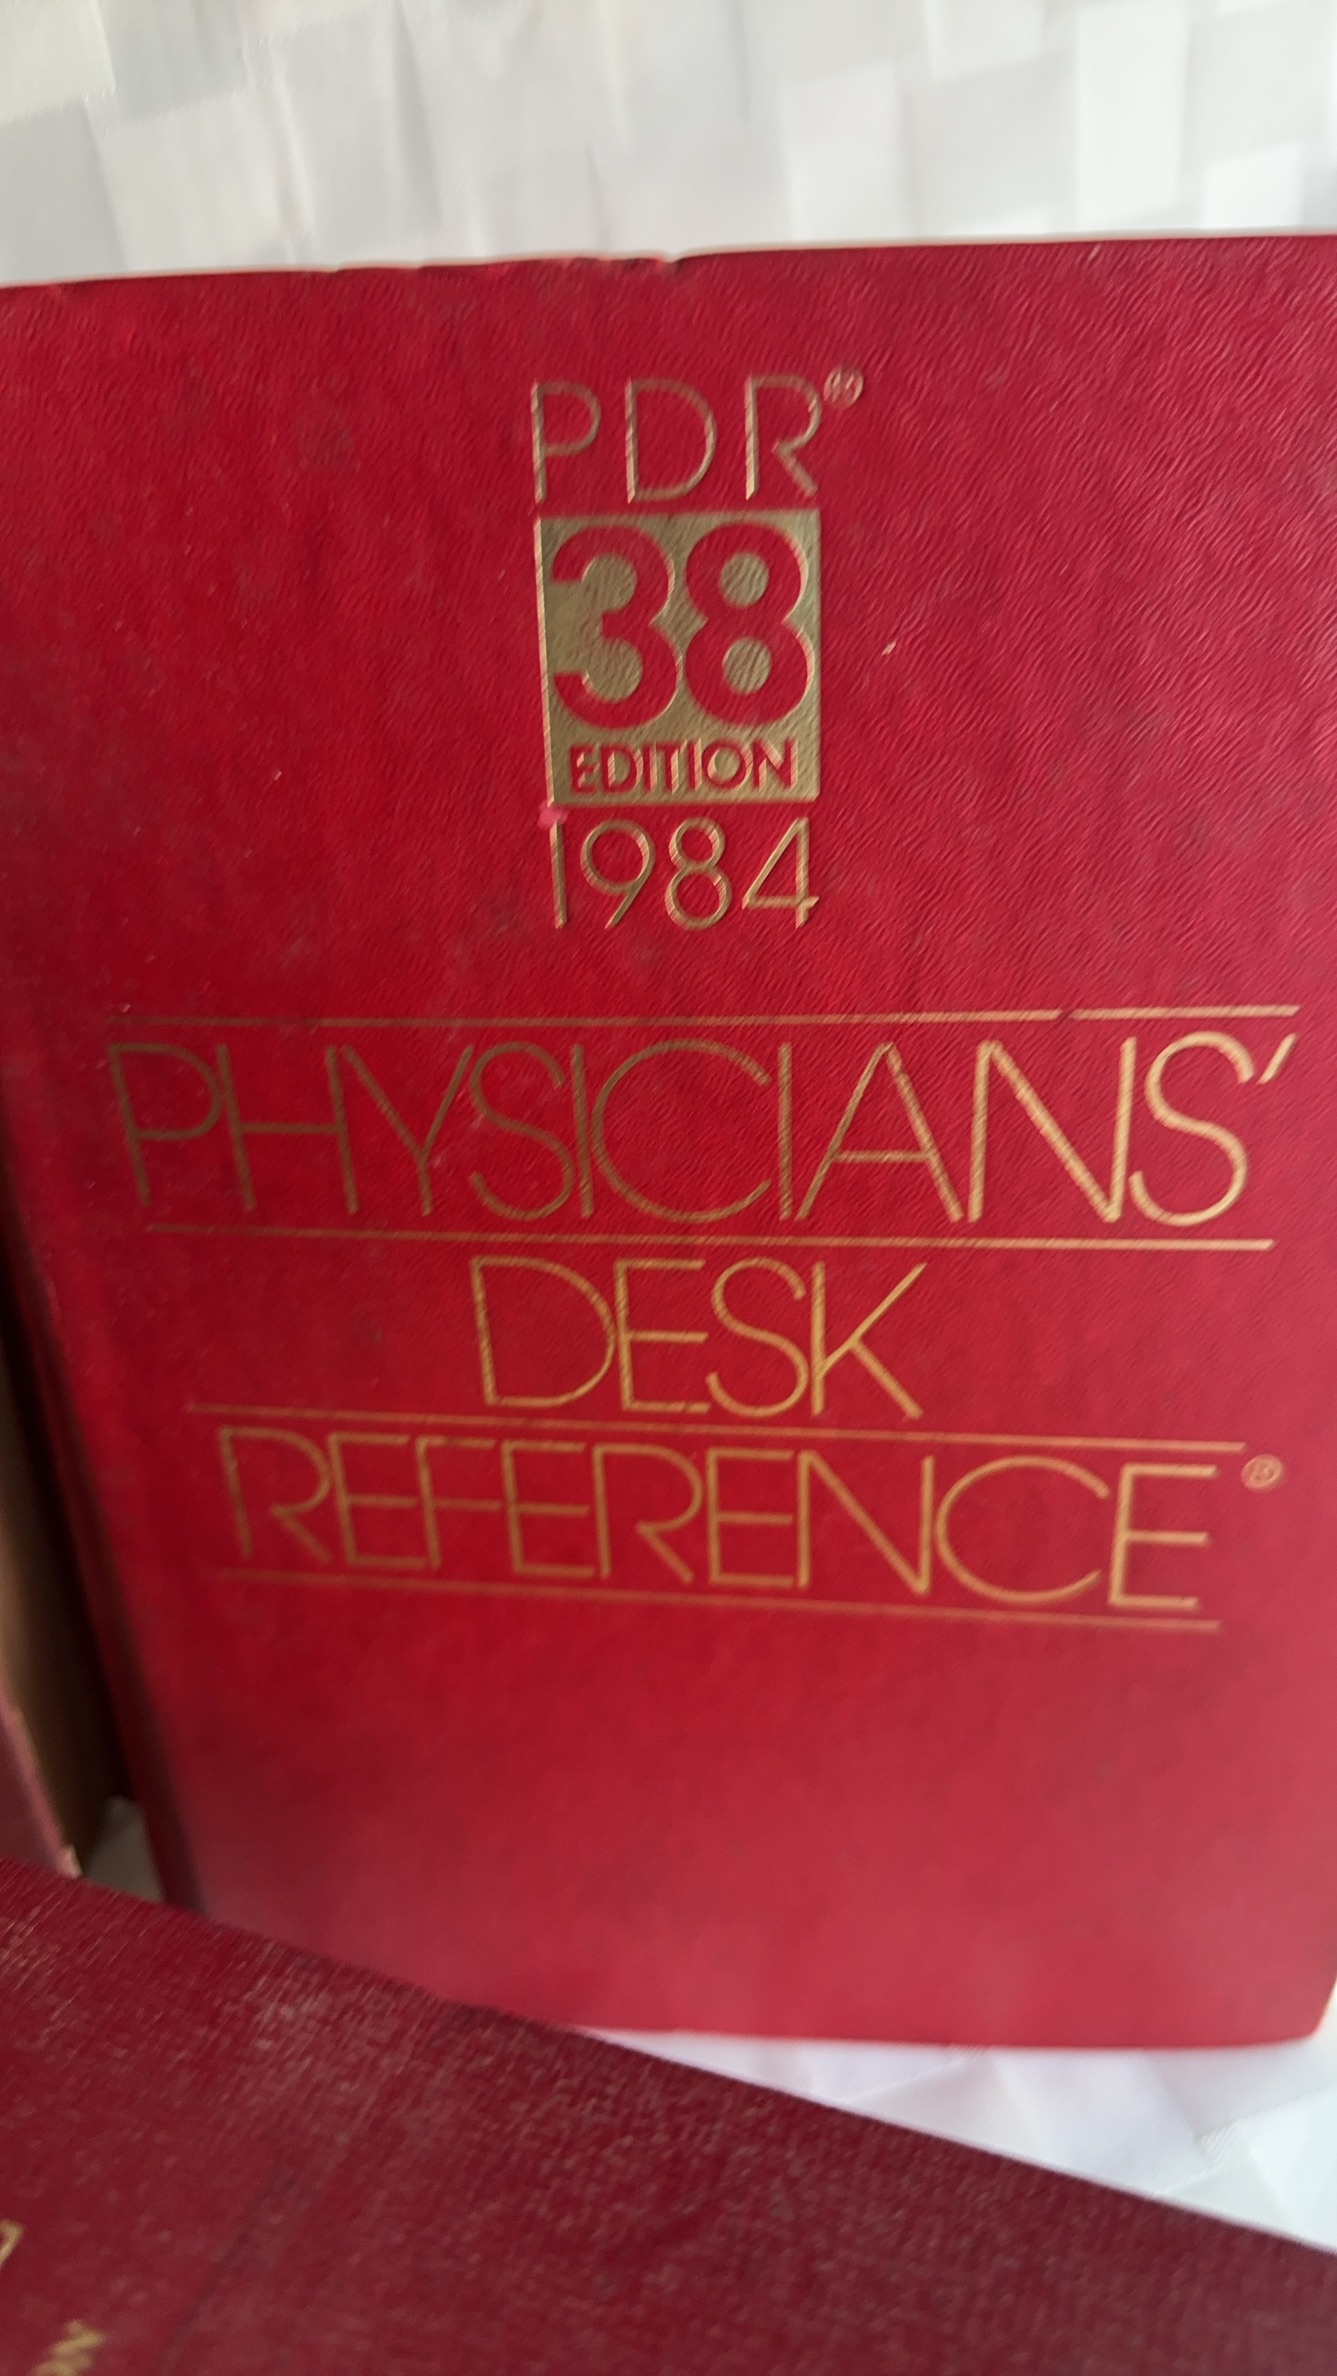 PDR®
38
EDITION
1984
PHYSICIANS'
DESK
REFERENCE®